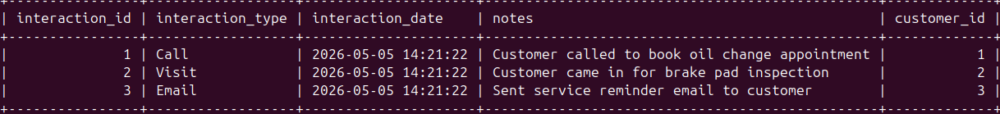 | interaction_id | interaction_type | interaction_date | notes | customer_id |
| 1 | Call | 2026-05-05 14:21:22 | Customer called to book oil change appointment | 1 |
| 2 | Visit | 2026-05-05 14:21:22 | Customer came in for brake pad inspection | 2 |
| 3 | Email | 2026-05-05 14:21:22 | Sent service reminder email to customer | 3 |